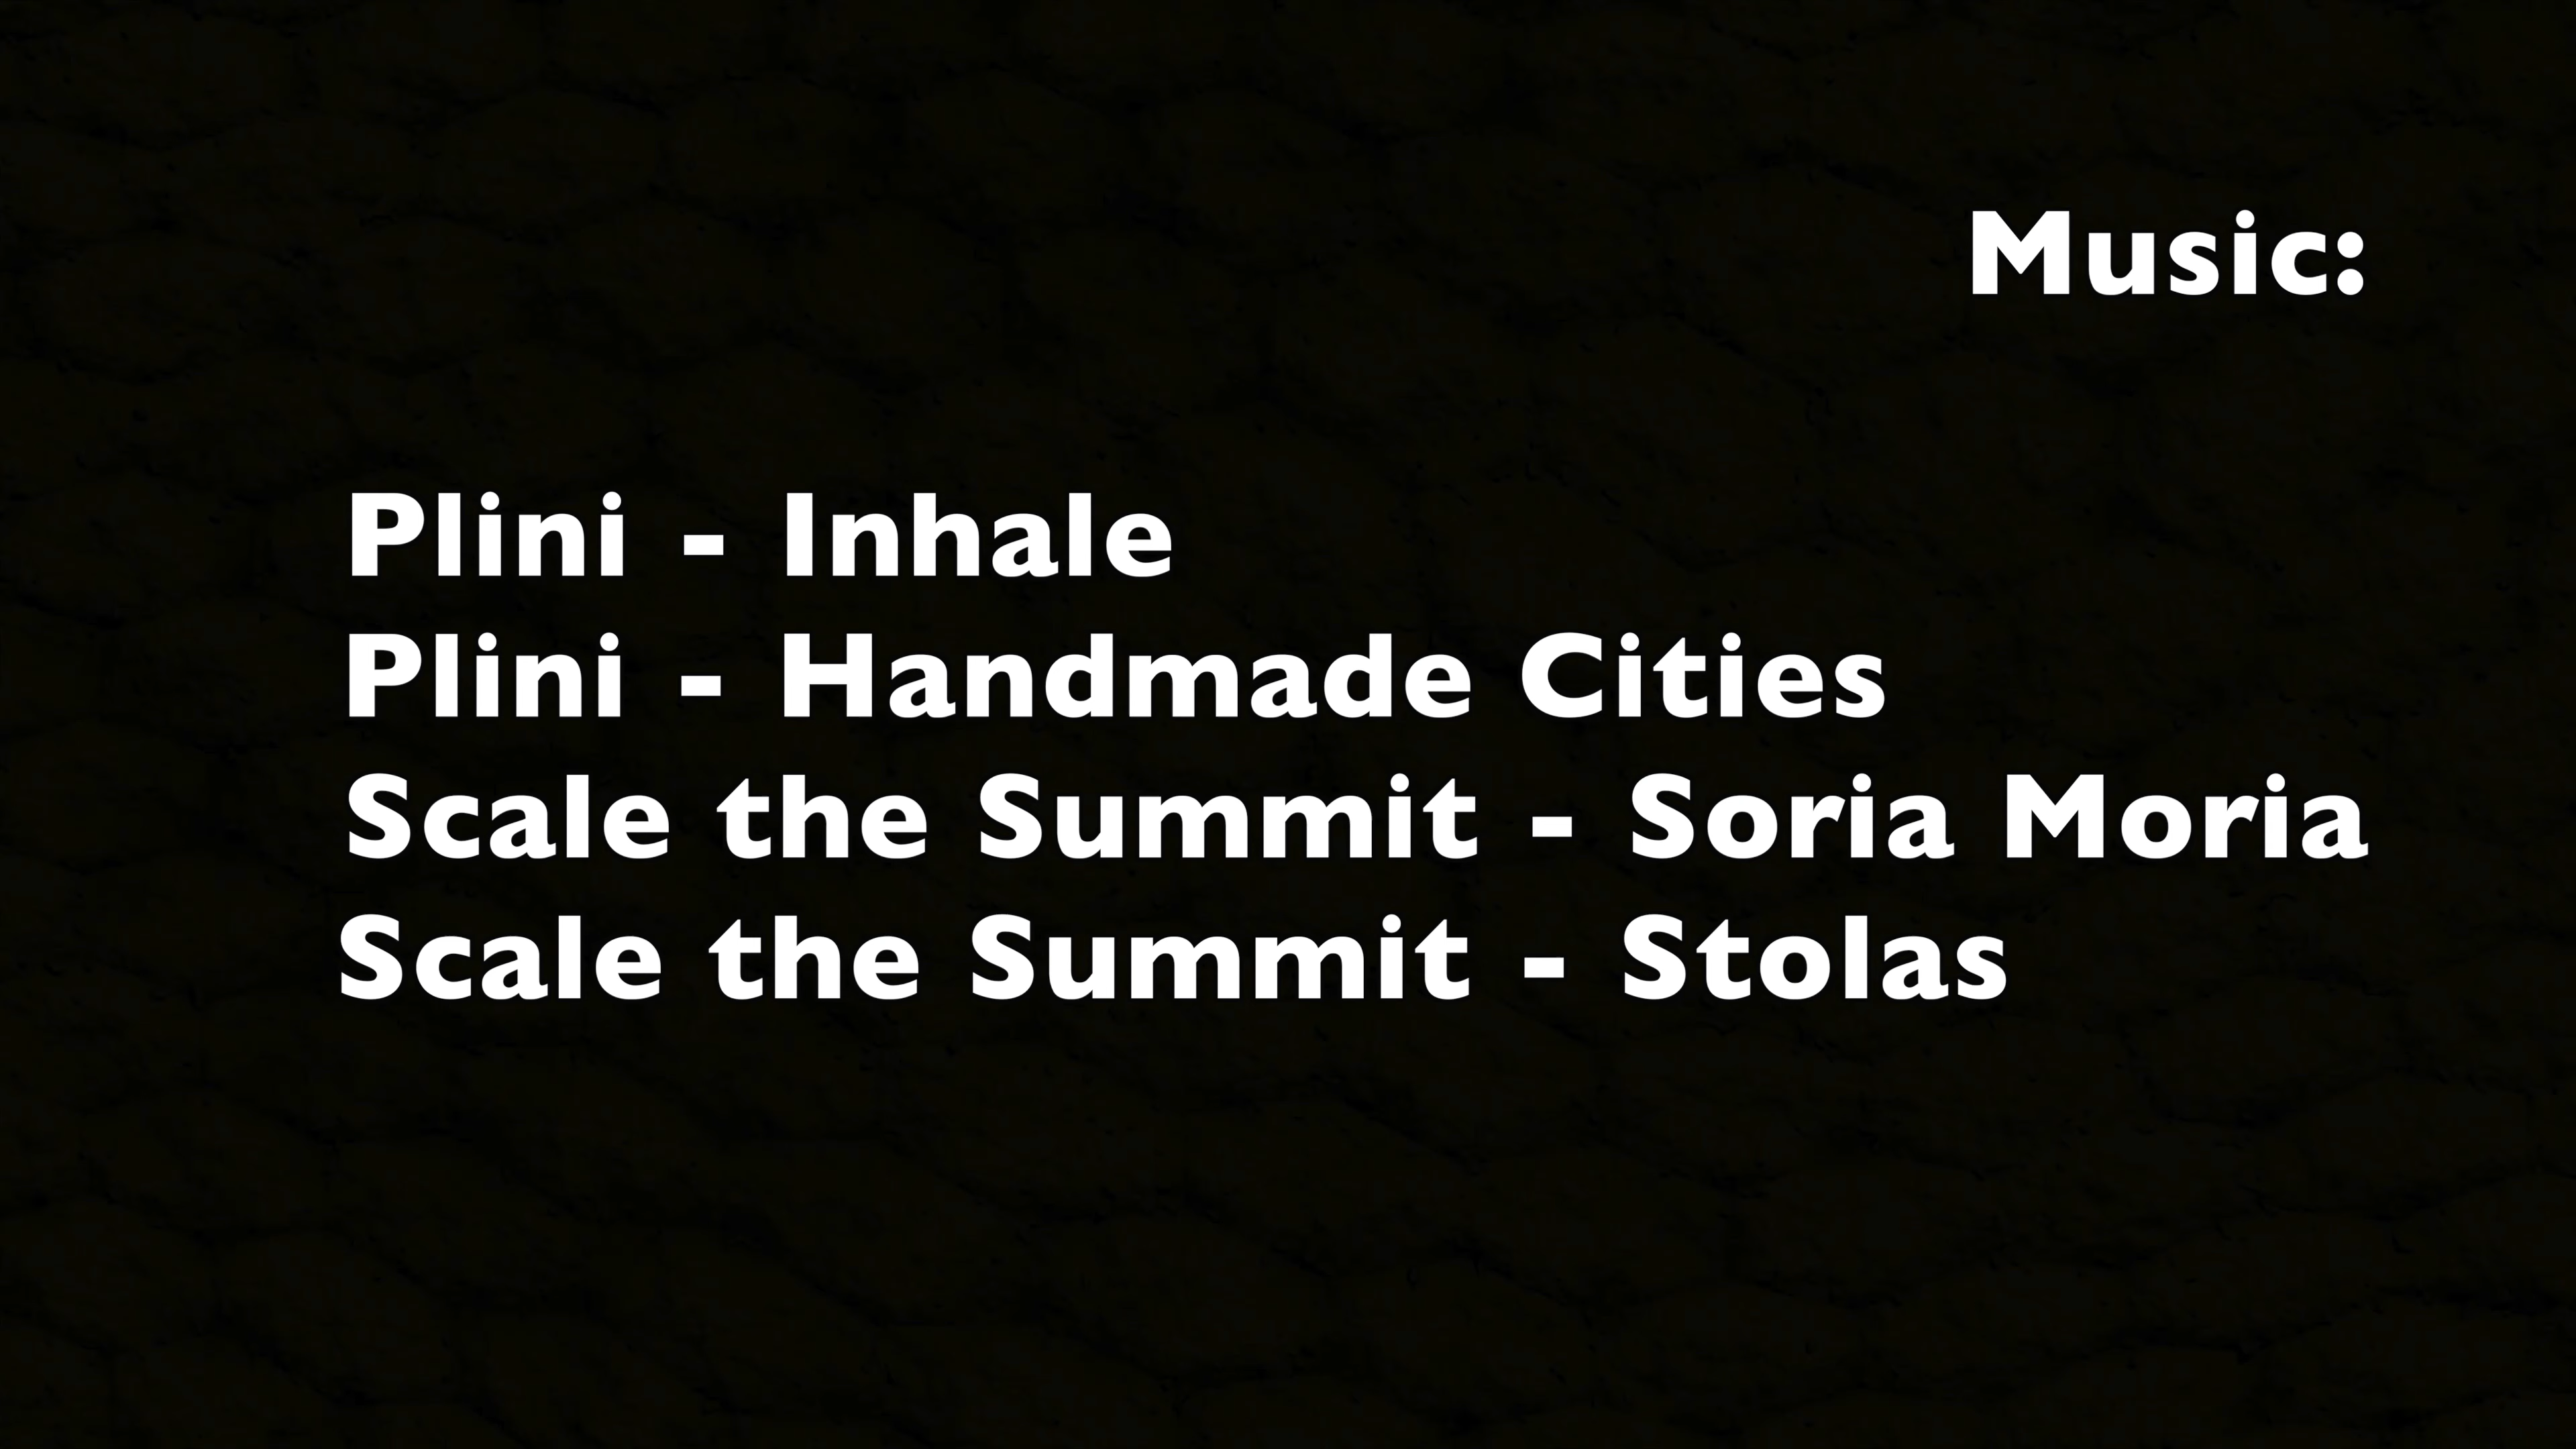 Music:
Plini - Inhale
Plini - Handmade Cities
Scale the Summit - Soria Moria
Scale the Summit - Stolas